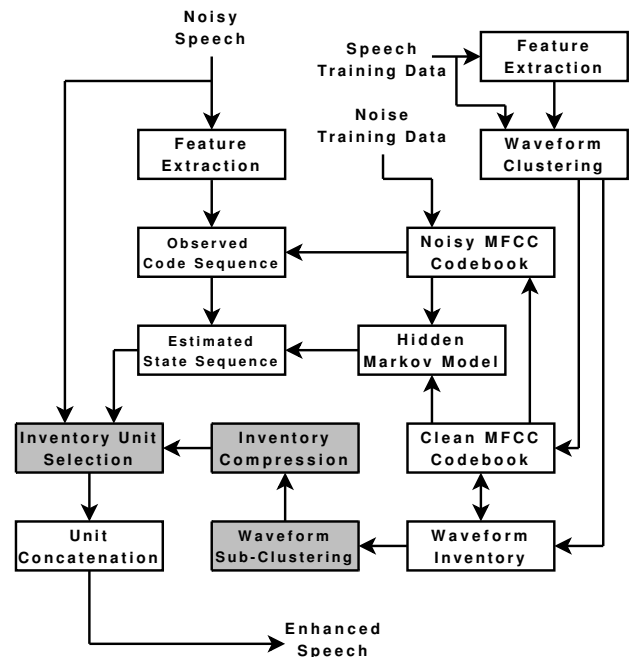 Noisy
Speech
Speech
Training Data
Feature
Extraction
Noise
Training Data
Feature
Extraction
Waveform
Clustering
Observed
Code Sequence
Noisy MFCC
Codebook
Estimated
State Sequence
Hidden
Markov Model
Inventory Unit
Selection
Inventory
Compression
Clean MFCC
Codebook
Unit
Concatenation
Waveform
Sub-Clustering
Waveform
Inventory
Enhanced
Speech